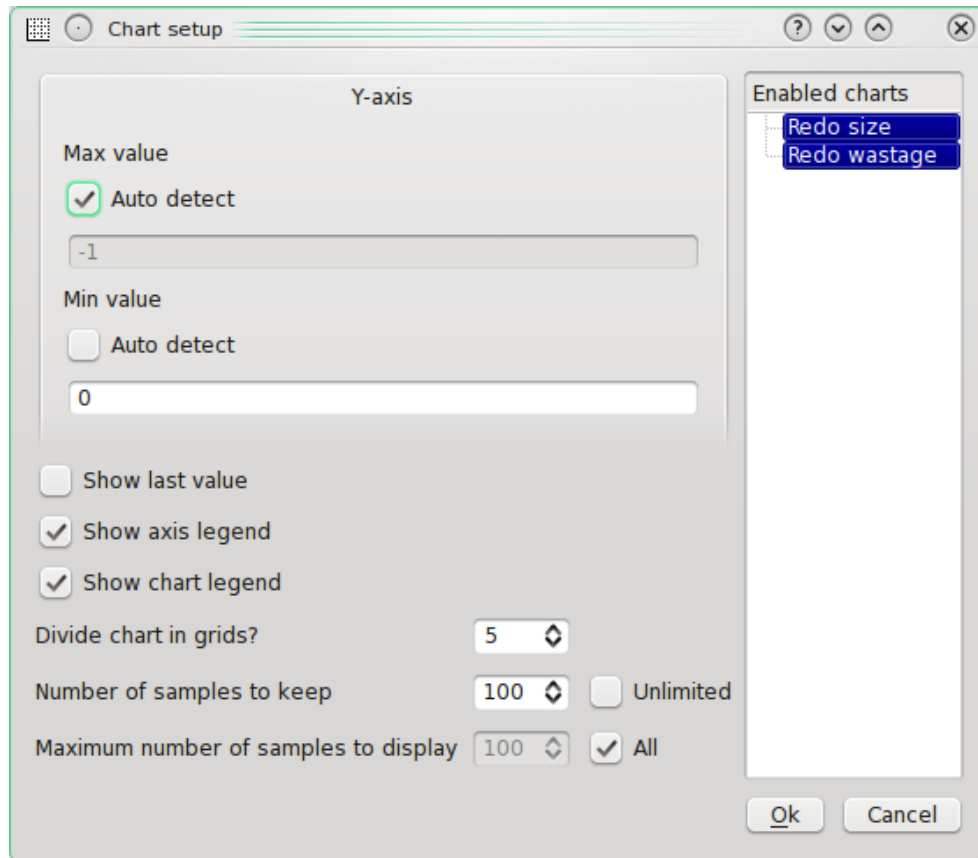 Chart setup
Y-axis
Max value
Auto detect
-1
Min value
Auto detect
0
Show last value
Show axis legend
Show chart legend
Divide chart in grids? 5
Number of samples to keep 100 Unlimited
Maximum number of samples to display 100 All
Enabled charts
Redo size
Redo wastage
Ok Cancel